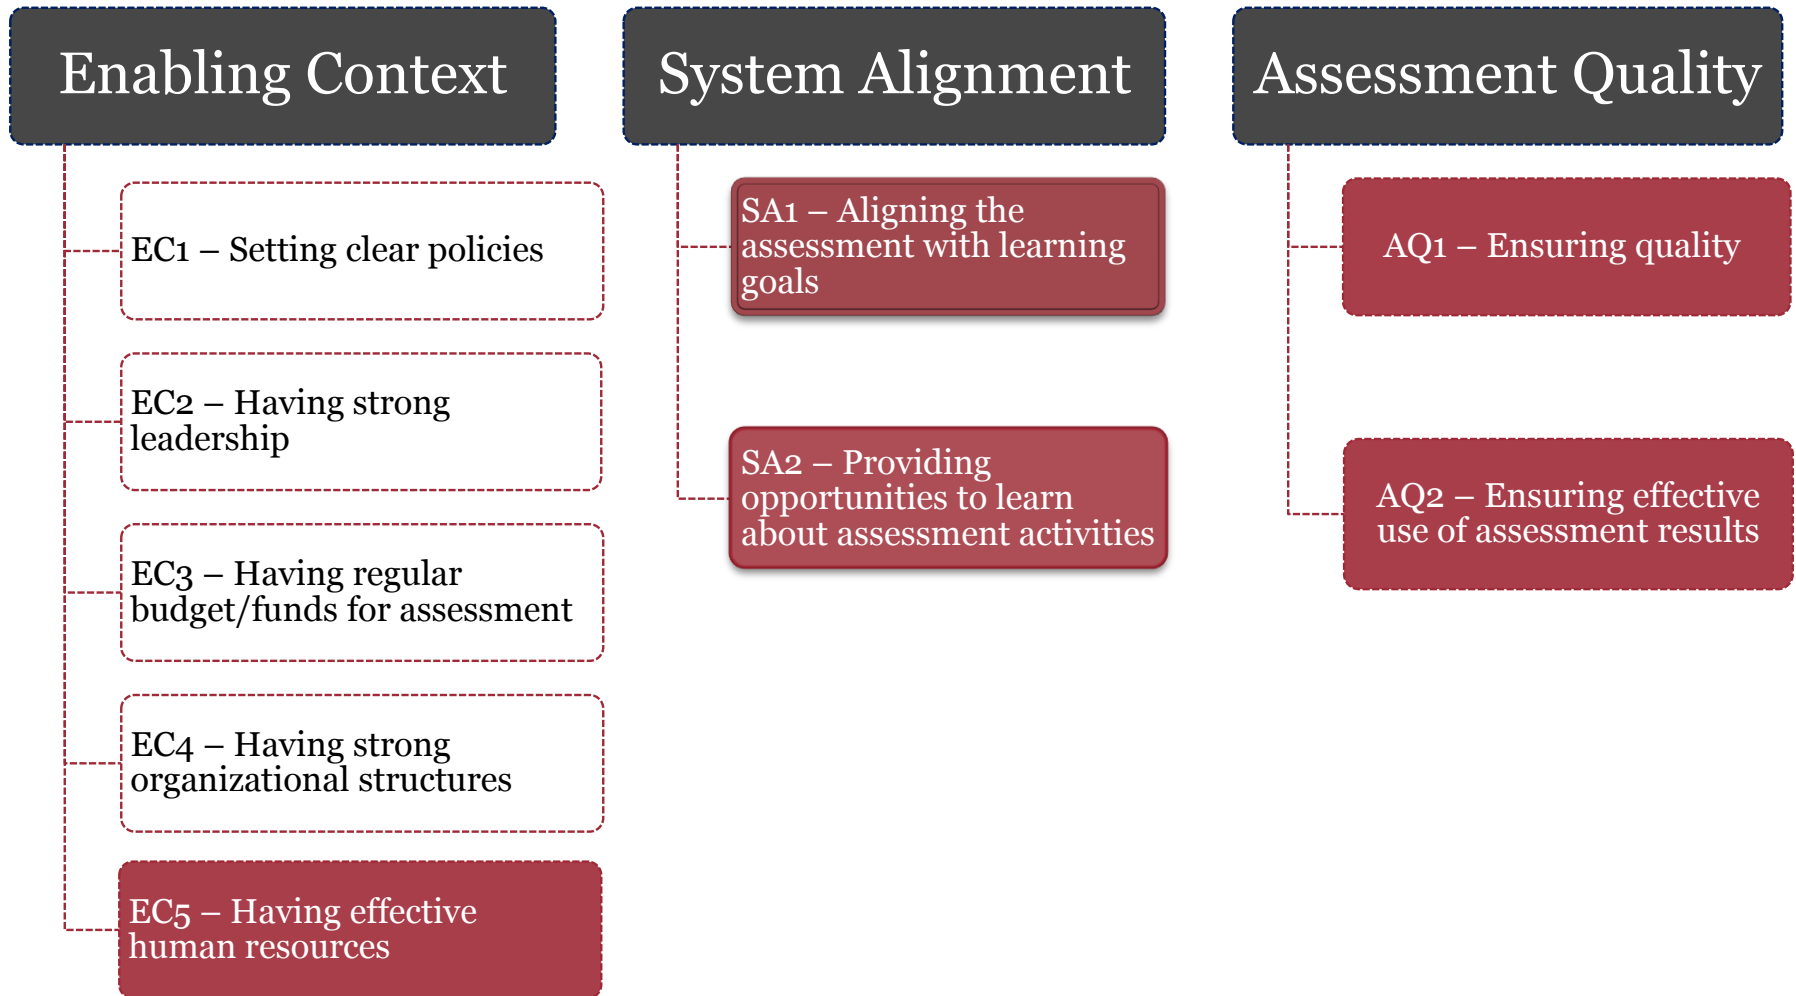 Enabling Context
EC1 – Setting clear policies
EC2 – Having strong
leadership
EC3 – Having regular
budget/funds for assessment
EC4 – Having strong
organizational structures
EC5 – Having effective
human resources
System Alignment
SA1 – Aligning the
assessment with learning
goals
SA2 – Providing
opportunities to learn
about assessment activities
Assessment Quality
AQ1 – Ensuring quality
AQ2 – Ensuring effective
use of assessment results